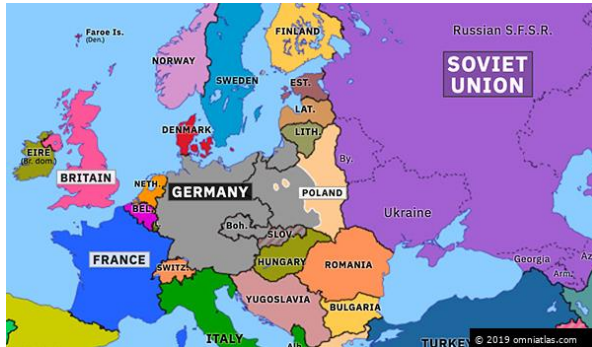 Faroe Is.
(Den.)
FINLAND
Russian S.F.S.R.
NORWAY
SWEDEN
SOVIET
UNION
EST.
LAT.
DENMARK
LITH.
EIRE
(Br. dom.)
BRITAIN
NETH.
GERMANY
POLAND
By.
BEL.
Boh.
Ukraine
FRANCE
SLOV.
SWITZ.
HUNGARY
ROMANIA
Georgia
Arm.
Az
YUGOSLAVIA
BULGARIA
ITALY
Alb.
TURKEY
© 2019 omniatlas.com